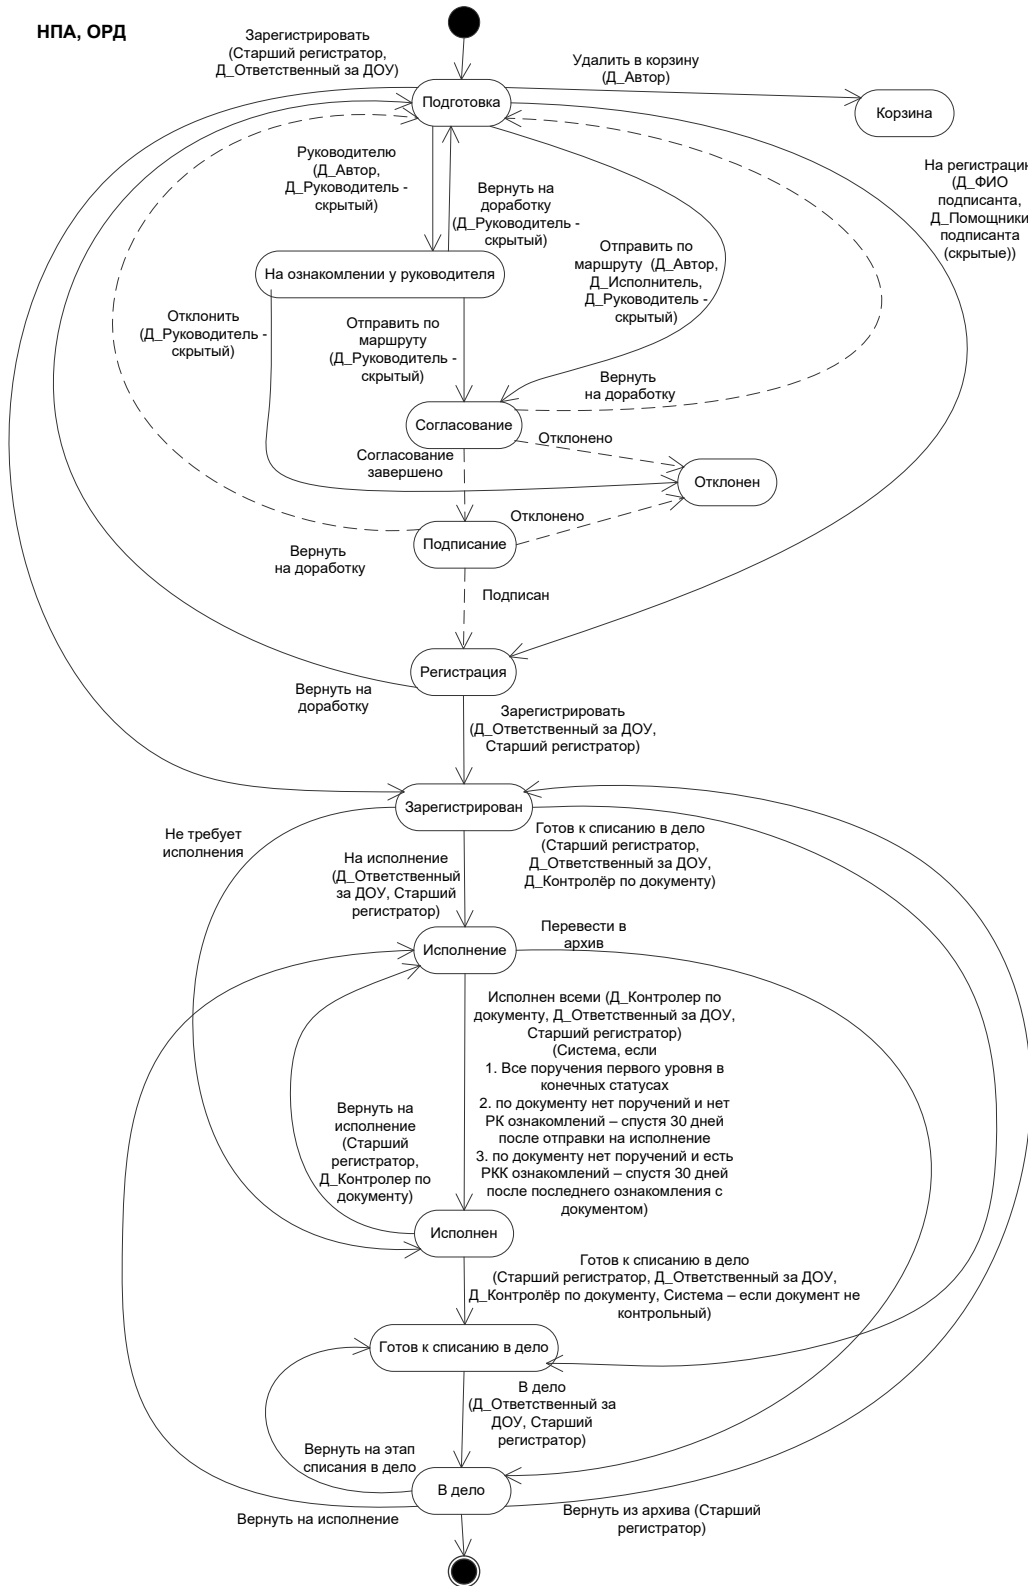 НПА, ОРД
Зарегистрировать
(Старший регистратор,
Д_Ответственный за ДОУ)
Удалить в корзину
(Д_Автор)
Подготовка
Корзина
Руководителю
(Д_Автор,
Д_Руководитель -
скрытый)
Вернуть на
доработку
(Д_Руководитель -
скрытый)
На регистраци
(Д_ФИО
подписанта,
Д_Помощники
подписанта
(скрытые))
Отправить по
маршруту (Д_Автор,
Д_Исполнитель,
Д_Руководитель -
скрытый)
На ознакомлении у руководителя
Отклонить
(Д_Руководитель -
скрытый)
Отправить по
маршруту
(Д_Руководитель -
скрытый)
Вернуть
на доработку
Согласование
Отклонено
Согласование
завершено
Отклонен
Отклонено
Подписание
Вернуть
на доработку
Подписан
Регистрация
Вернуть на
доработку
Зарегистрировать
(Д_Ответственный за ДОУ,
Старший регистратор)
Зарегистрирован
Не требует
исполнения
На исполнение
(Д_Ответственный
за ДОУ, Старший
регистратор)
Готов к списанию в дело
(Старший регистратор,
Д_Ответственный за ДОУ,
Д_Контролёр по документу)
Перевести в
архив
Исполнение
Исполнен всеми (Д_Контролер по
документу, Д_Ответственный за ДОУ,
Старший регистратор)
(Система, если
1. Все поручения первого уровня в
конечных статусах
2. по документу нет поручений и нет
РК ознакомлений – спустя 30 дней
после отправки на исполнение
3. по документу нет поручений и есть
РКК ознакомлений – спустя 30 дней
после последнего ознакомления с
документом)
Вернуть на
исполнение
(Старший
регистратор,
Д_Контролер по
документу)
Исполнен
Готов к списанию в дело
(Старший регистратор, Д_Ответственный за ДОУ,
Д_Контролёр по документу, Система – если документ не
контрольный)
Готов к списанию в дело
В дело
(Д_Ответственный за
ДОУ, Старший
регистратор)
Вернуть на этап
списания в дело
В дело
Вернуть на исполнение
Вернуть из архива (Старший
регистратор)